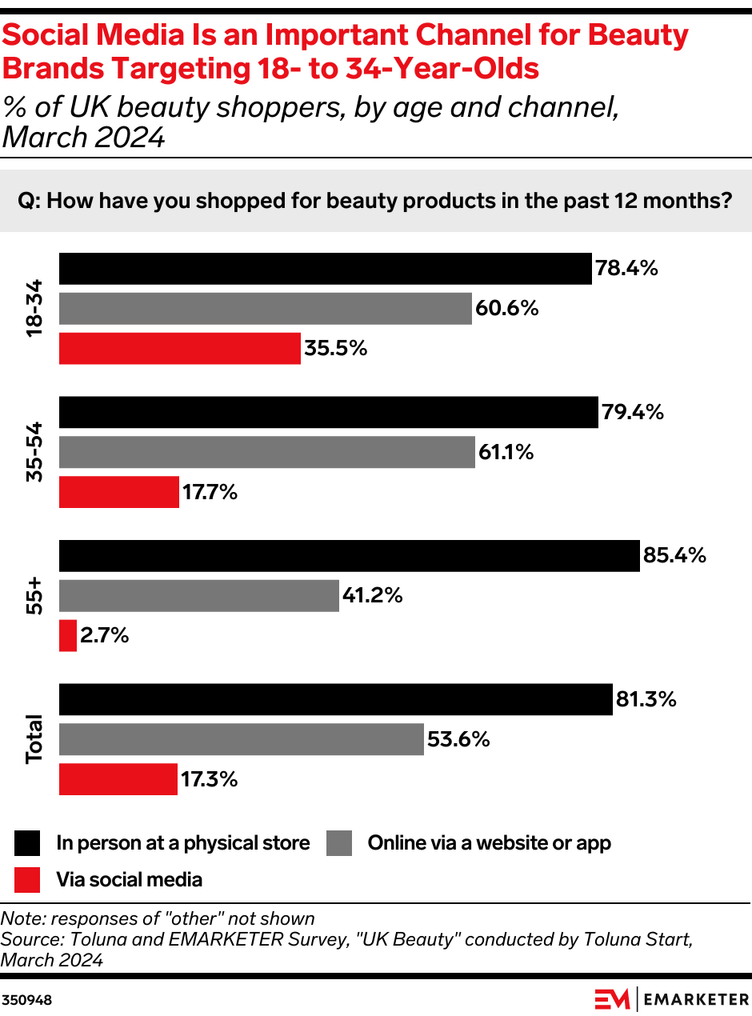 Social Media Is an Important Channel for Beauty
Brands Targeting 18- to 34-Year-Olds
% of UK beauty shoppers, by age and channel,
March 2024
Q: How have you shopped for beauty products in the past 12 months?
18-34
78.4%
60.6%
35.5%
35-54
79.4%
61.1%
17.7%
55+
85.4%
41.2%
2.7%
Total
81.3%
53.6%
17.3%
In person at a physical store
Online via a website or app
Via social media
Note: responses of "other" not shown
Source: Toluna and EMARKETER Survey, "UK Beauty" conducted by Toluna Start,
March 2024
350948
EM | EMARKETER